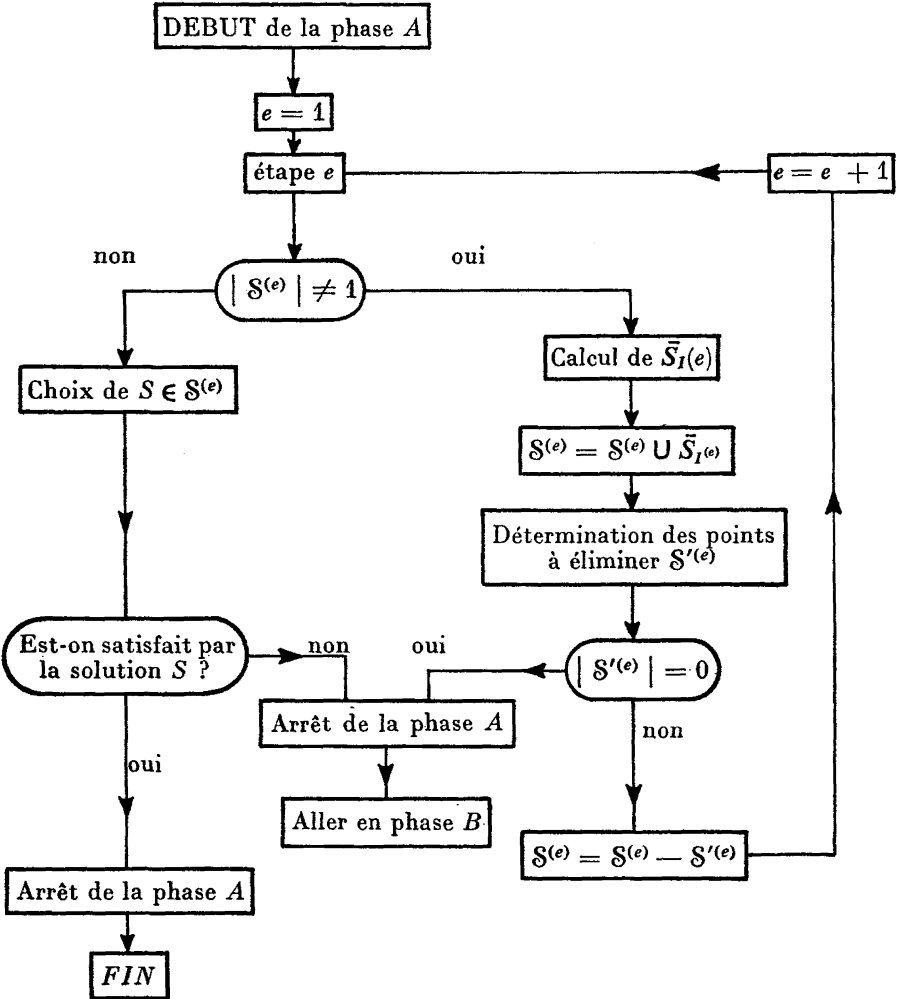 DEBUT de la phase A
e = 1
étape e
e = e + 1
non
oui
| 𝒮⁽ᵉ⁾ | ≠ 1
Calcul de S̄_I(e)
Choix de S ∈ 𝒮⁽ᵉ⁾
𝒮⁽ᵉ⁾ = 𝒮⁽ᵉ⁾ ∪ S̄_I⁽ᵉ⁾
Détermination des points
à éliminer 𝒮′⁽ᵉ⁾
Est-on satisfait par
la solution S ?
non
oui
| 𝒮′⁽ᵉ⁾ | = 0
Arrêt de la phase A
non
oui
Aller en phase B
𝒮⁽ᵉ⁾ = 𝒮⁽ᵉ⁾ − 𝒮′⁽ᵉ⁾
Arrêt de la phase A
FIN